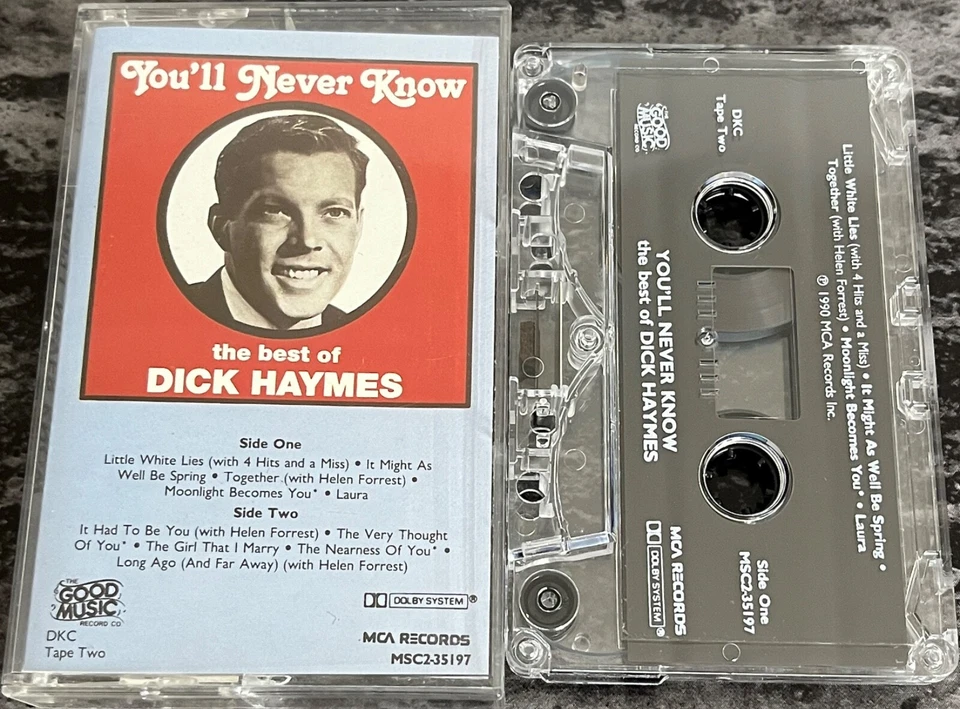 You'll Never Know
the best of
DICK HAYMES
Side One
Little White Lies (with 4 Hits and a Miss) • It Might As
Well Be Spring • Together (with Helen Forrest) •
Moonlight Becomes You* • Laura
Side Two
It Had To Be You (with Helen Forrest) • The Very Thought
Of You* • The Girl That I Marry • The Nearness Of You* •
Long Ago (And Far Away) (with Helen Forrest)
THE
GOOD
MUSIC
RECORD CO
DKC
Tape Two
DOLBY SYSTEM®
MCA RECORDS
MSC2-35197
Little White Lies (with 4 Hits and a Miss) • It Might As Well Be Spring •
Together (with Helen Forrest) • Moonlight Becomes You* • Laura
℗ 1990 MCA Records Inc.
DKC
Tape Two
THE
GOOD
MUSIC
RECORD CO
YOU'LL NEVER KNOW
the best of DICK HAYMES
Side One
MSC2-35197
MCA RECORDS
DOLBY SYSTEM®